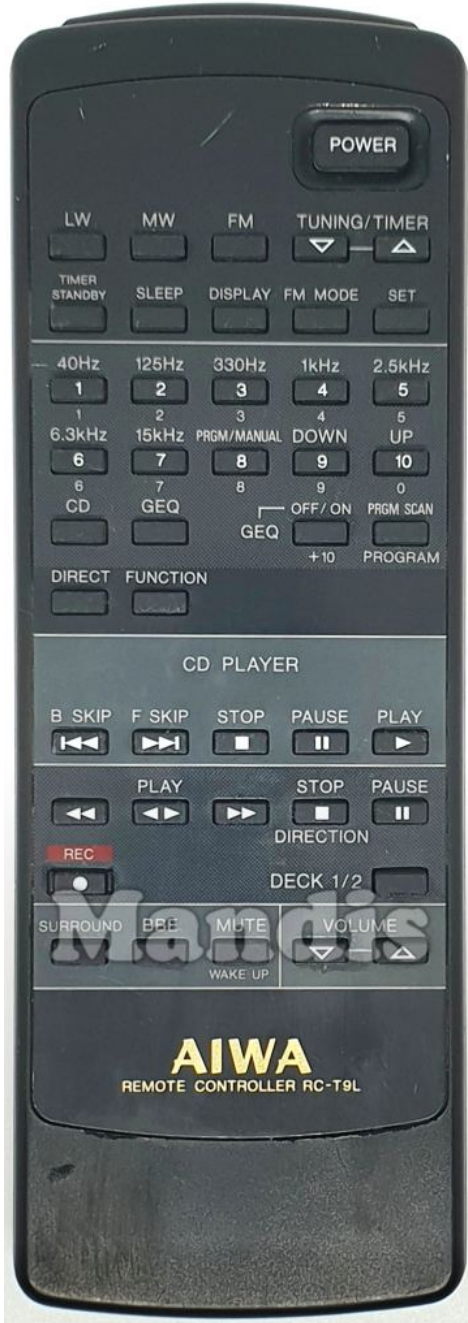 POWER
LW MW FM TUNING/TIMER
TIMER
STANDBY SLEEP DISPLAY FM MODE SET
40Hz 125Hz 330Hz 1kHz 2.5kHz
1 2 3 4 5
1 2 3 4 5
6.3kHz 15kHz PRGM/MANUAL DOWN UP
6 7 8 9 10
6 7 8 9 0
CD GEQ OFF/ON PRGM SCAN
GEQ
+10 PROGRAM
DIRECT FUNCTION
CD PLAYER
B SKIP F SKIP STOP PAUSE PLAY
PLAY STOP PAUSE
DIRECTION
REC
DECK 1/2
SURROUND BBE MUTE VOLUME
Mandis
WAKE UP
AIWA
REMOTE CONTROLLER RC-T9L